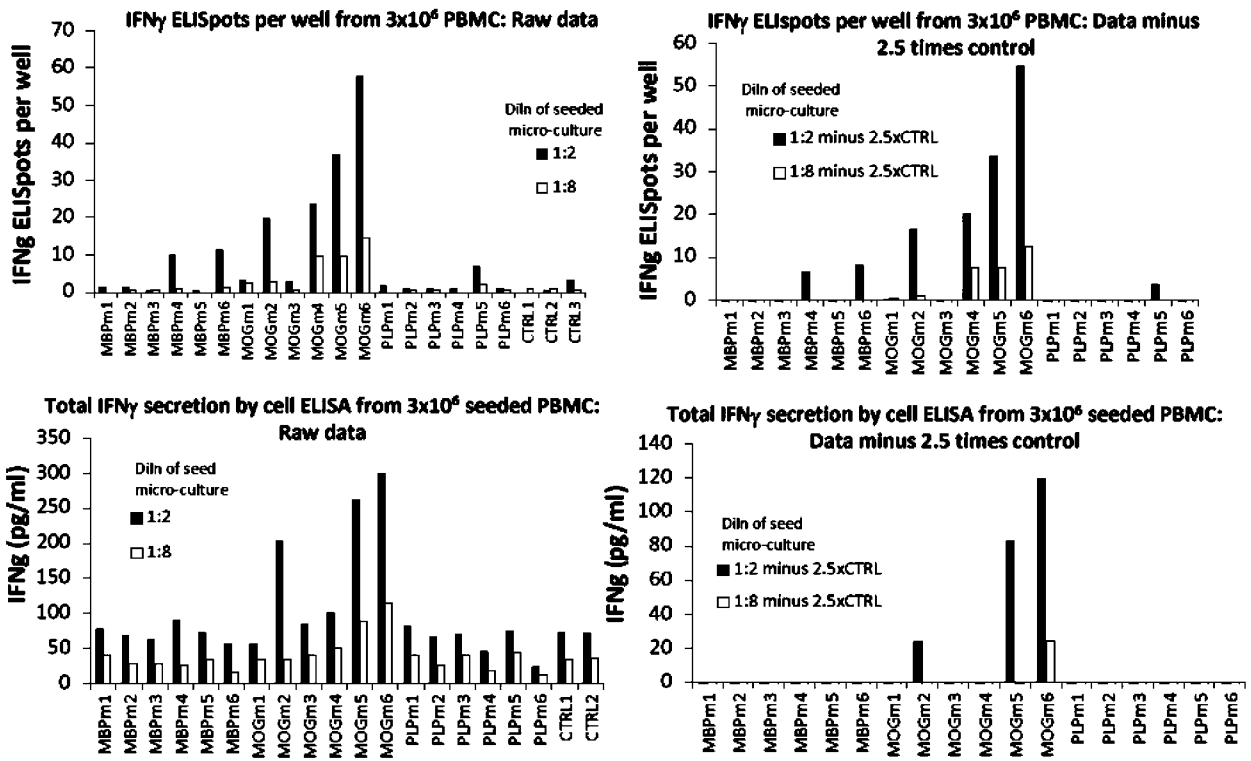 IFNγ ELISpots per well from 3x10⁶ PBMC: Raw data
70
60
50
40
30
20
10
0
IFNg ELISpots per well
Diln of seeded
micro-culture
1:2
1:8
MBPm1
MBPm2
MBPm3
MBPm4
MBPm5
MBPm6
MOGm1
MOGm2
MOGm3
MOGm4
MOGm5
MOGm6
PLPm1
PLPm2
PLPm3
PLPm4
PLPm5
PLPm6
CTRL1
CTRL2
CTRL3
IFNγ ELIspots per well from 3x10⁶ PBMC: Data minus
2.5 times control
60
50
40
30
20
10
0
IFNg ELISpots per well
Diln of seeded
micro-culture
1:2 minus 2.5xCTRL
1:8 minus 2.5xCTRL
MBPm1
MBPm2
MBPm3
MBPm4
MBPm5
MBPm6
MOGm1
MOGm2
MOGm3
MOGm4
MOGm5
MOGm6
PLPm1
PLPm2
PLPm3
PLPm4
PLPm5
PLPm6
Total IFNγ secretion by cell ELISA from 3x10⁶ seeded PBMC:
Raw data
350
300
250
200
150
100
50
0
IFNg (pg/ml)
Diln of seed
micro-culture
1:2
1:8
MBPm1
MBPm2
MBPm3
MBPm4
MBPm5
MBPm6
MOGm1
MOGm2
MOGm3
MOGm4
MOGm5
MOGm6
PLPm1
PLPm2
PLPm3
PLPm4
PLPm5
PLPm6
CTRL1
CTRL2
Total IFNγ secretion by cell ELISA from 3x10⁶ seeded PBMC:
Data minus 2.5 times control
140
120
100
80
60
40
20
0
IFNg (pg/ml)
Diln of seed
micro-culture
1:2 minus 2.5xCTRL
1:8 minus 2.5xCTRL
MBPm1
MBPm2
MBPm3
MBPm4
MBPm5
MBPm6
MOGm1
MOGm2
MOGm3
MOGm4
MOGm5
MOGm6
PLPm1
PLPm2
PLPm3
PLPm4
PLPm5
PLPm6